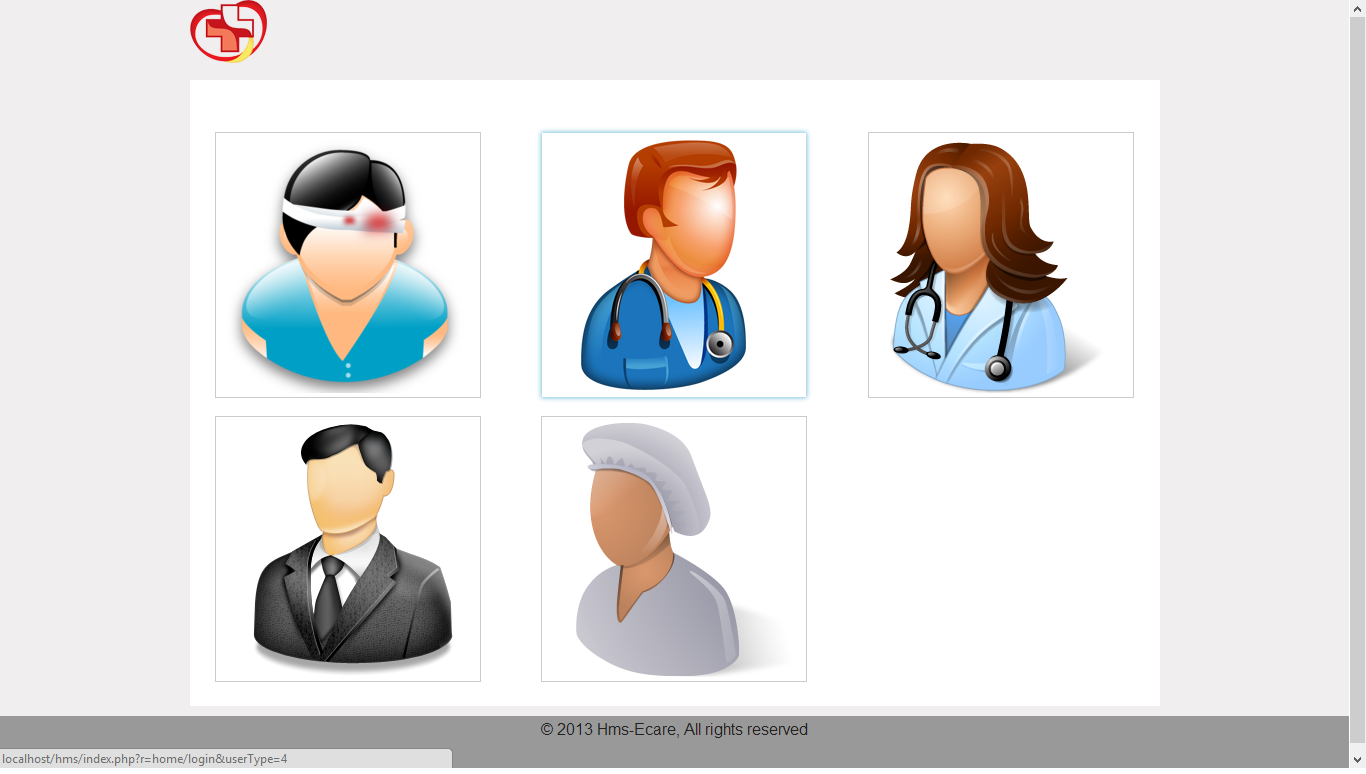 © 2013 Hms-Ecare, All rights reserved
localhost/hms/index.php?r=home/login&userType=4